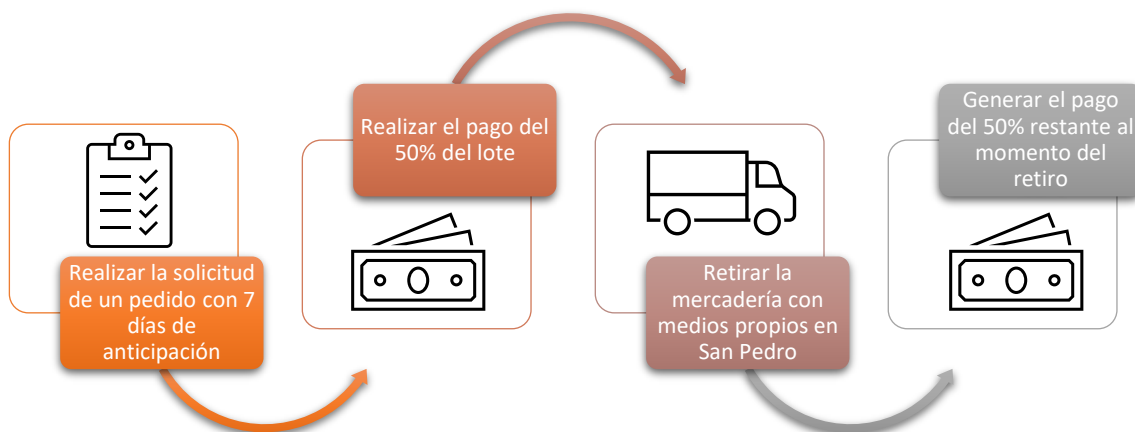 Realizar la solicitud
de un pedido con 7
días de
anticipación
Realizar el pago del
50% del lote
Retirar la
mercadería con
medios propios en
San Pedro
Generar el pago
del 50% restante al
momento del
retiro